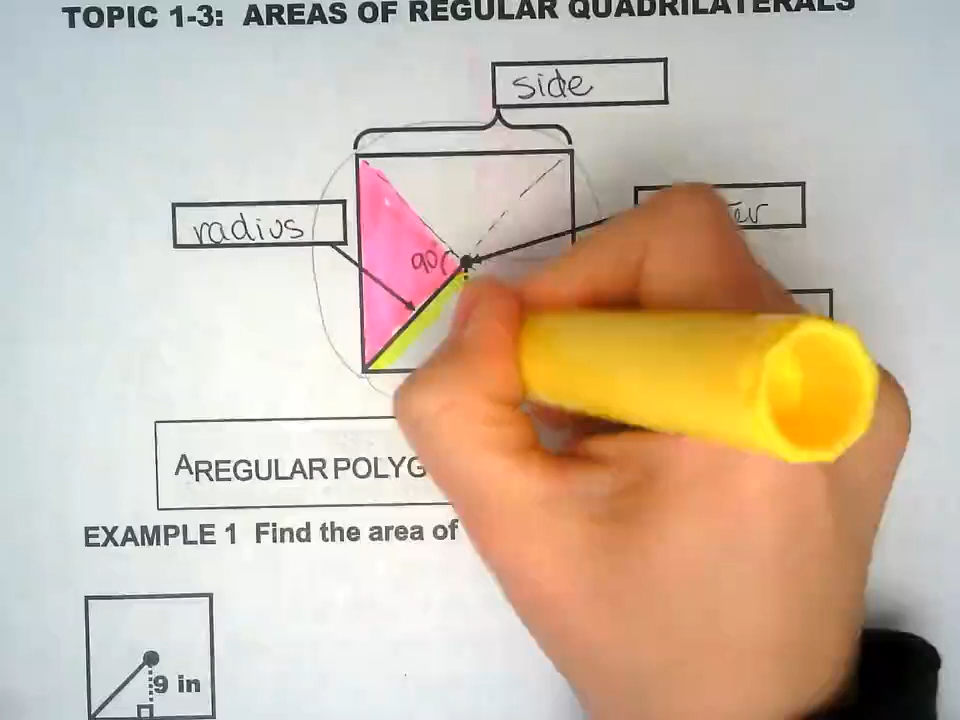 TOPIC 1-3: AREAS OF REGULAR QUADRILATERALS
side
radius
90°
AREGULAR POLYG
EXAMPLE 1 Find the area of
9 in